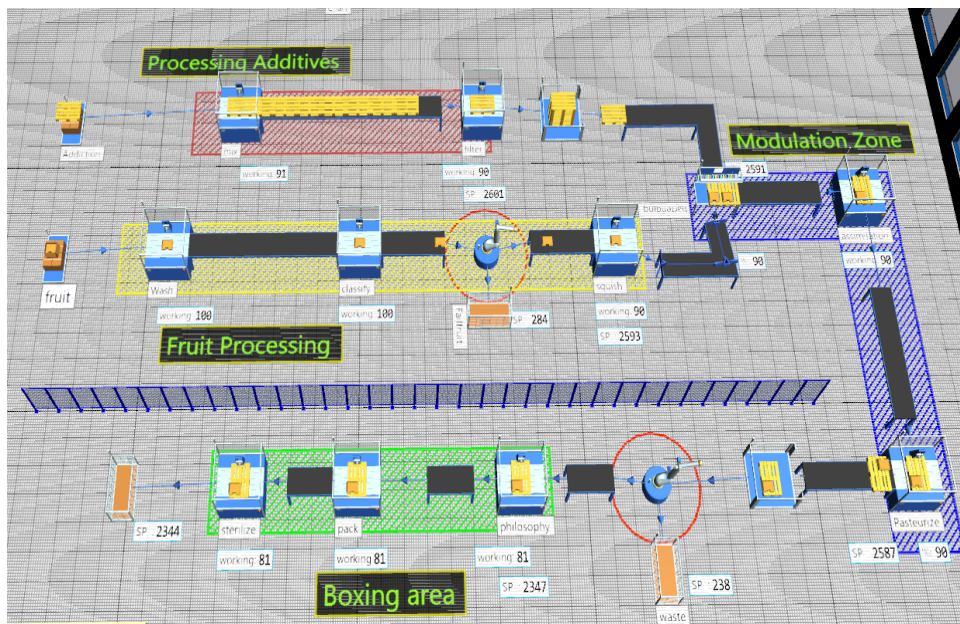 Processing Additives
Addiction
mix
working: 91
filter
working: 90
SP : 2601
Modulation Zone
2591
assimilation
working: 90
fruit
Wash
working: 100
classify
working: 100
Failfruit
SP : 284
squish
working: 90
SP : 2593
90
Fruit Processing
SP : 2344
sterilize
working: 81
pack
working: 81
philosophy
working: 81
SP : 2347
Boxing area
SP : 238
waste
Pasteurize
SP : 2587
90